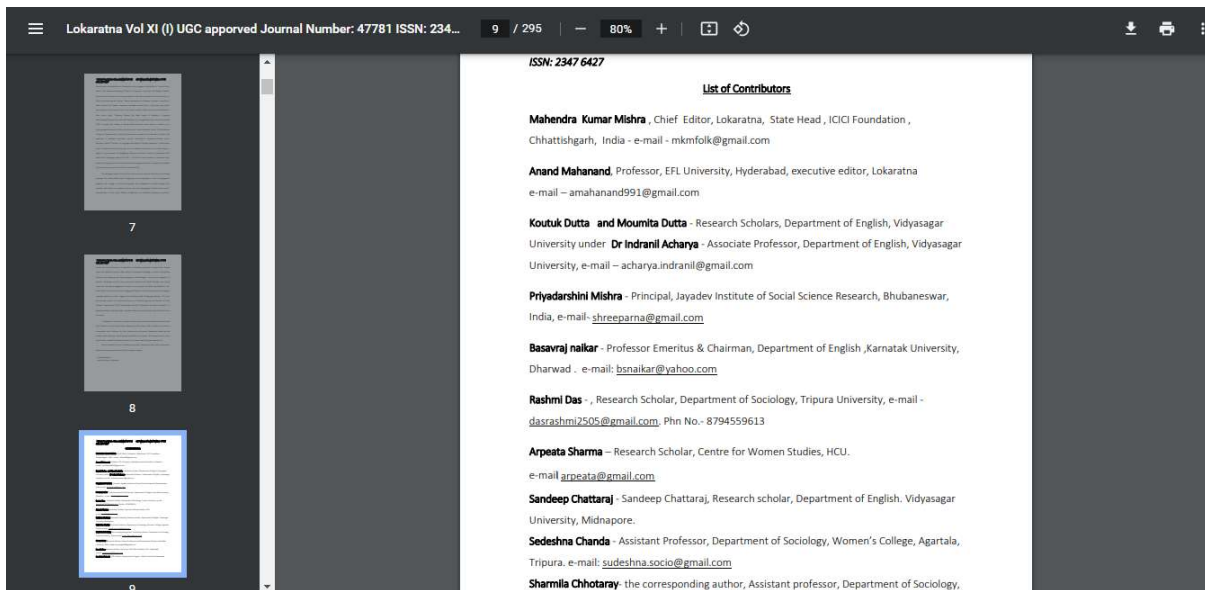 Lokaratna Vol XI (I) UGC apporved Journal Number: 47781 ISSN: 234... 9 / 295 80%
7
8
9
ISSN: 2347 6427
List of Contributors
Mahendra Kumar Mishra , Chief Editor, Lokaratna, State Head , ICICI Foundation ,
Chhattishgarh, India - e-mail - mkmfolk@gmail.com
Anand Mahanand, Professor, EFL University, Hyderabad, executive editor, Lokaratna
e-mail – amahanand991@gmail.com
Koutuk Dutta and Moumita Dutta - Research Scholars, Department of English, Vidyasagar
University under Dr Indranil Acharya - Associate Professor, Department of English, Vidyasagar
University, e-mail – acharya.indranil@gmail.com
Priyadarshini Mishra - Principal, Jayadev Institute of Social Science Research, Bhubaneswar,
India, e-mail- shreeparna@gmail.com
Basavraj naikar - Professor Emeritus & Chairman, Department of English ,Karnatak University,
Dharwad . e-mail: bsnaikar@yahoo.com
Rashmi Das - , Research Scholar, Department of Sociology, Tripura University, e-mail -
dasrashmi2505@gmail.com. Phn No.- 8794559613
Arpeata Sharma – Research Scholar, Centre for Women Studies, HCU.
e-mail arpeata@gmail.com
Sandeep Chattaraj - Sandeep Chattaraj, Research scholar, Department of English. Vidyasagar
University, Midnapore.
Sedeshna Chanda - Assistant Professor, Department of Sociology, Women's College, Agartala,
Tripura. e-mail: sudeshna.socio@gmail.com
Sharmila Chhotaray- the corresponding author, Assistant professor, Department of Sociology,